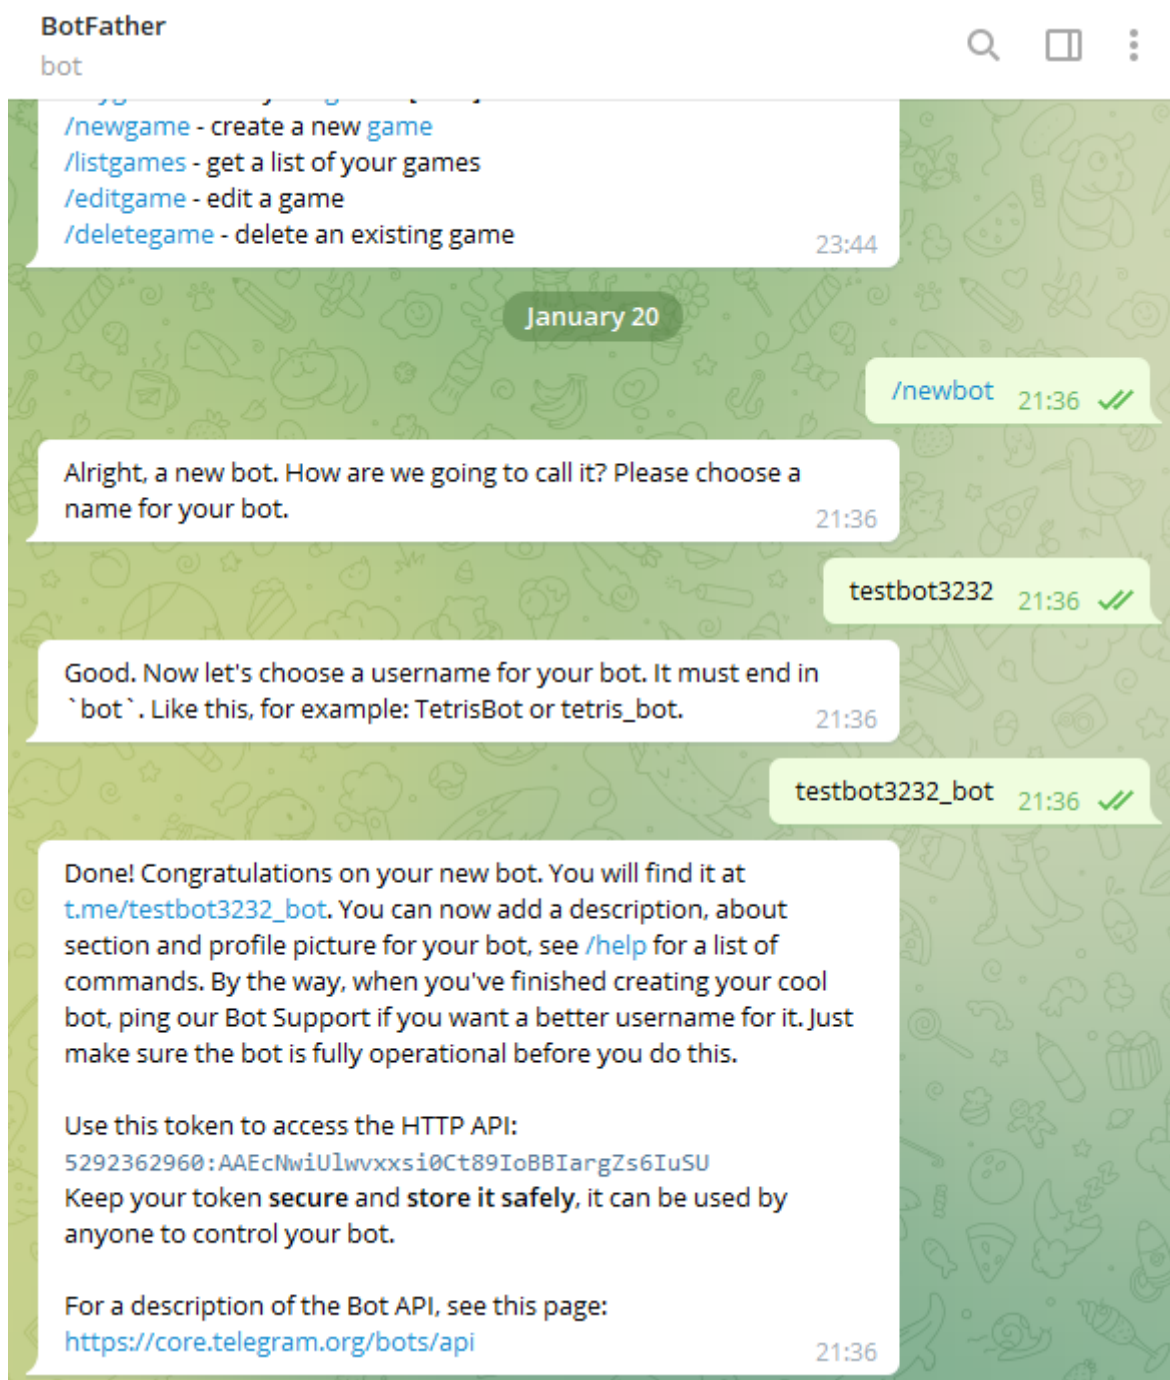 BotFather
bot
/newgame - create a new game
/listgames - get a list of your games
/editgame - edit a game
/deletegame - delete an existing game
23:44
January 20
/newbot 21:36
Alright, a new bot. How are we going to call it? Please choose a
name for your bot.
21:36
testbot3232 21:36
Good. Now let's choose a username for your bot. It must end in
`bot`. Like this, for example: TetrisBot or tetris_bot.
21:36
testbot3232_bot 21:36
Done! Congratulations on your new bot. You will find it at
t.me/testbot3232_bot. You can now add a description, about
section and profile picture for your bot, see /help for a list of
commands. By the way, when you've finished creating your cool
bot, ping our Bot Support if you want a better username for it. Just
make sure the bot is fully operational before you do this.
Use this token to access the HTTP API:
5292362960:AAEcNwiUlwvxxsi0Ct89IoBBIargZs6IuSU
Keep your token secure and store it safely, it can be used by
anyone to control your bot.
For a description of the Bot API, see this page:
https://core.telegram.org/bots/api
21:36